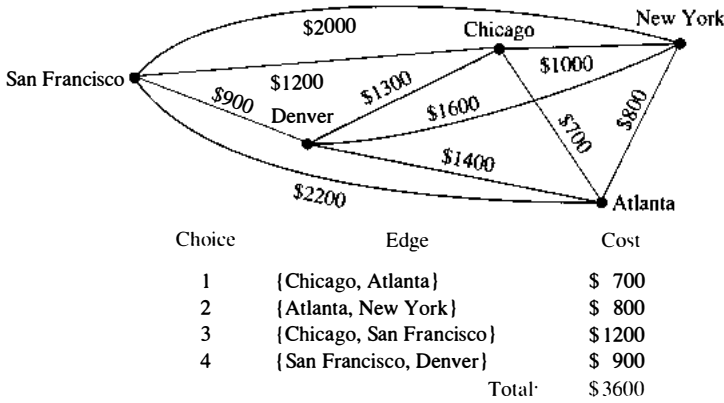 $2000
New York
Chicago
San Francisco
$1200
$1300
$1000
$900
Denver
$1600
$700
$800
$1400
$2200
Atlanta
Choice Edge Cost
1 {Chicago, Atlanta} $ 700
2 {Atlanta, New York} $ 800
3 {Chicago, San Francisco} $1200
4 {San Francisco, Denver} $ 900
Total: $3600